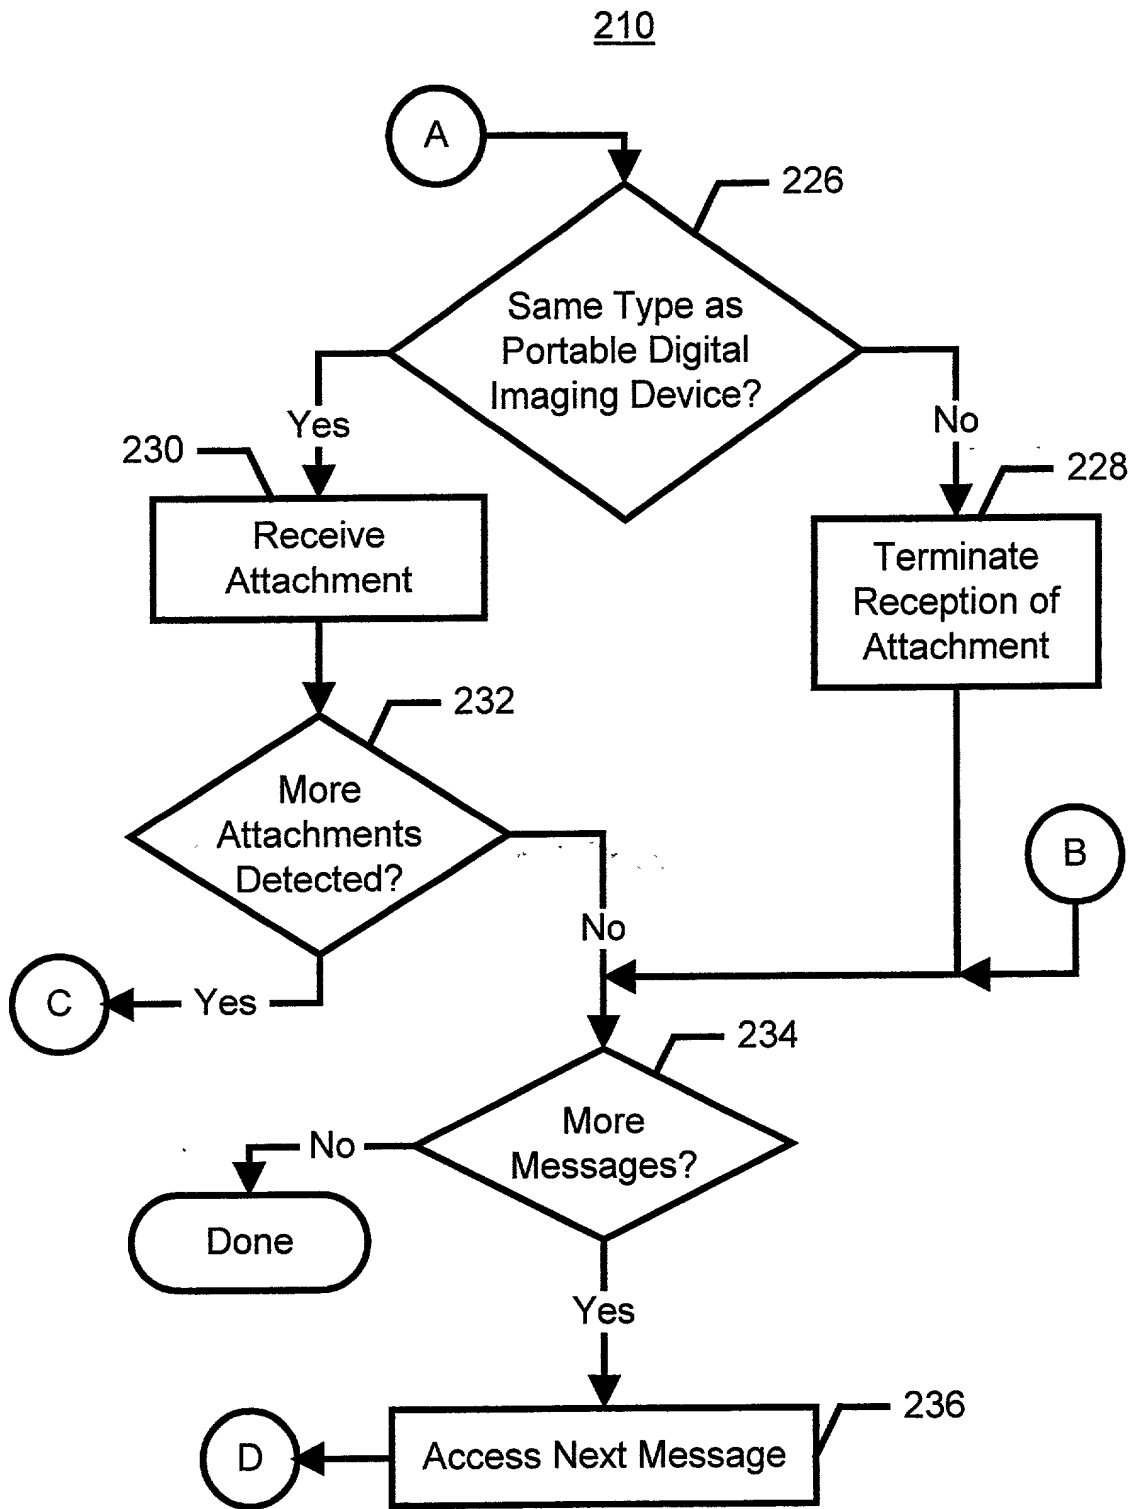 210
A
226
Same Type as
Portable Digital
Imaging Device?
Yes
No
230
228
Receive
Attachment
Terminate
Reception of
Attachment
232
More
Attachments
Detected?
B
No
C
Yes
234
More
Messages?
No
Done
Yes
236
Access Next Message
D